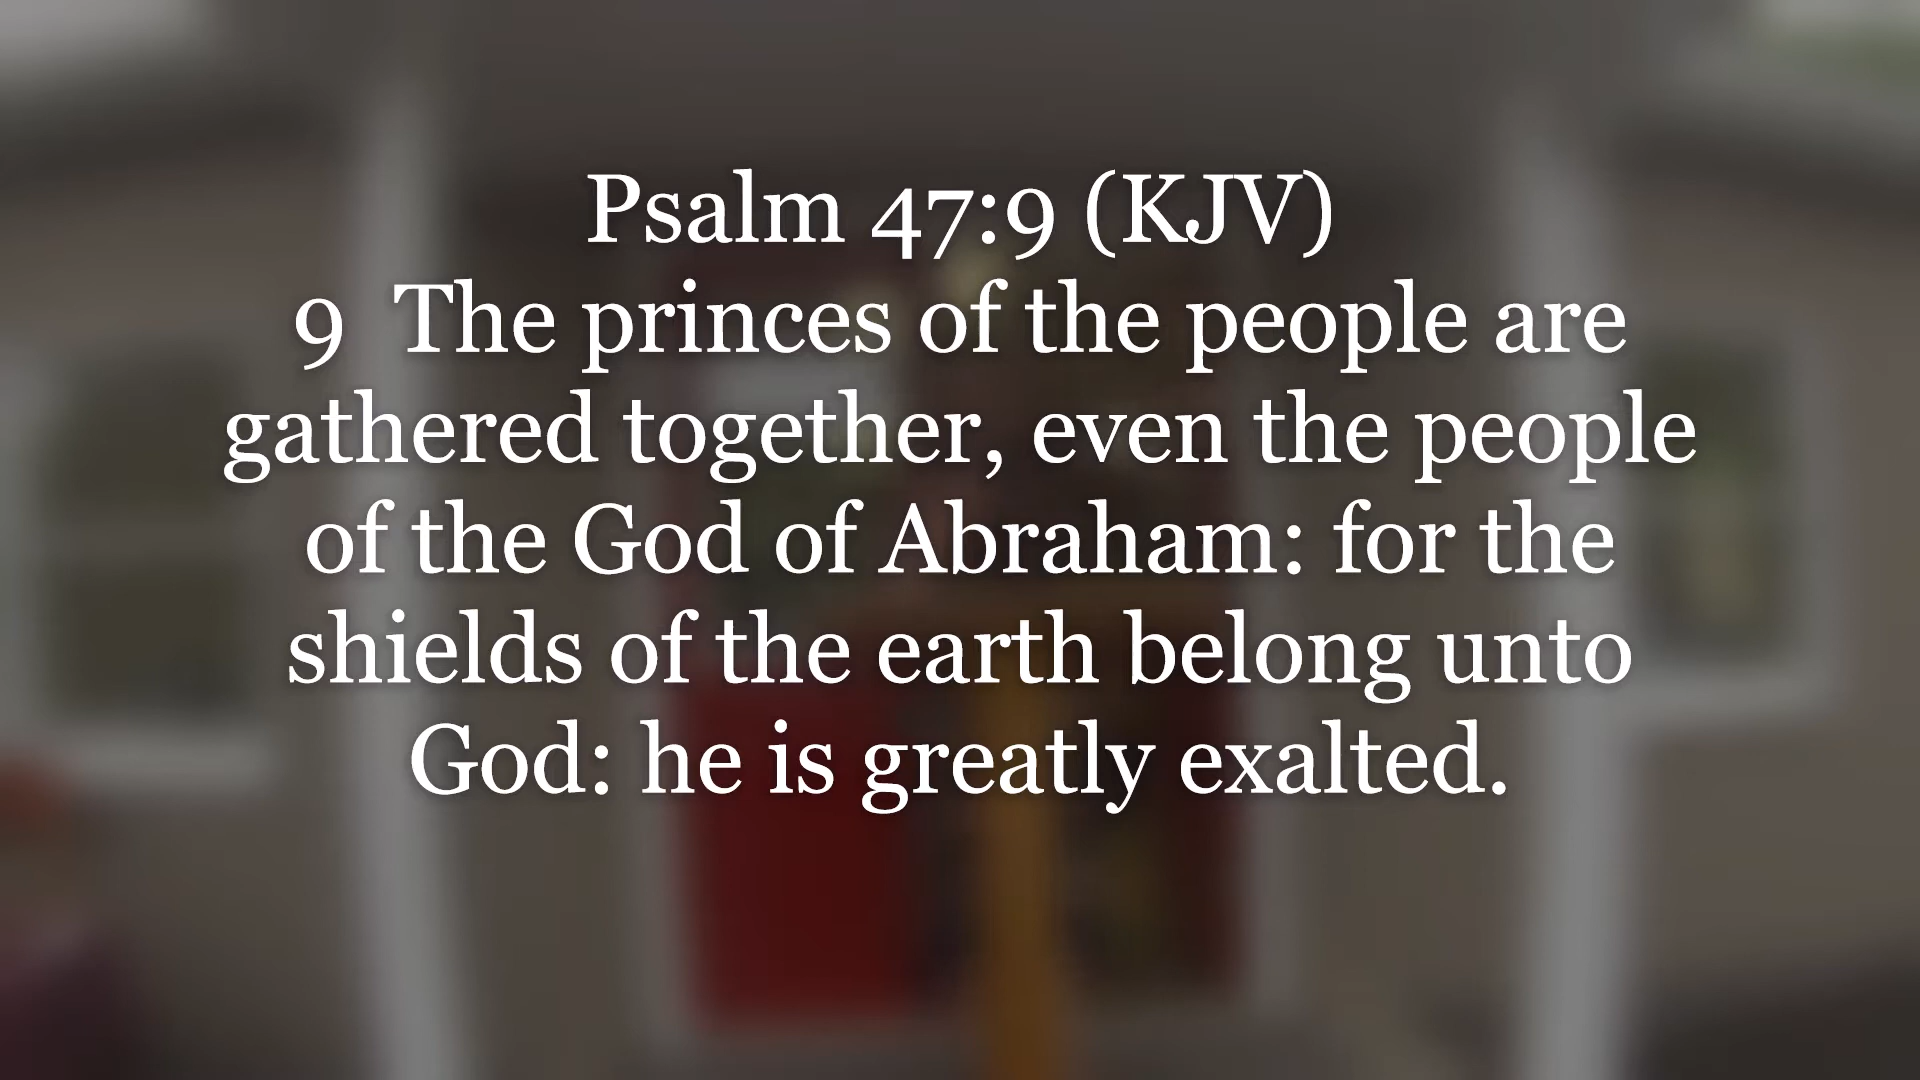 Psalm 47:9 (KJV)
9  The princes of the people are
gathered together, even the people
of the God of Abraham: for the
shields of the earth belong unto
God: he is greatly exalted.